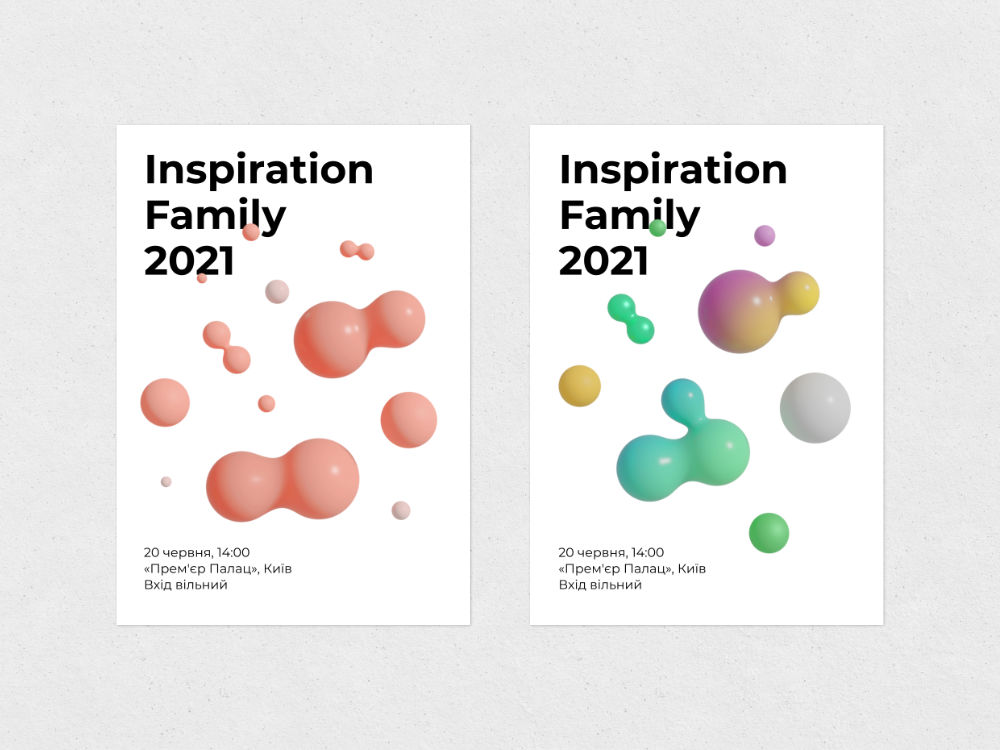 Inspiration
Family
2021
20 червня, 14:00
«Прем'єр Палац», Київ
Вхід вільний
Inspiration
Family
2021
20 червня, 14:00
«Прем'єр Палац», Київ
Вхід вільний